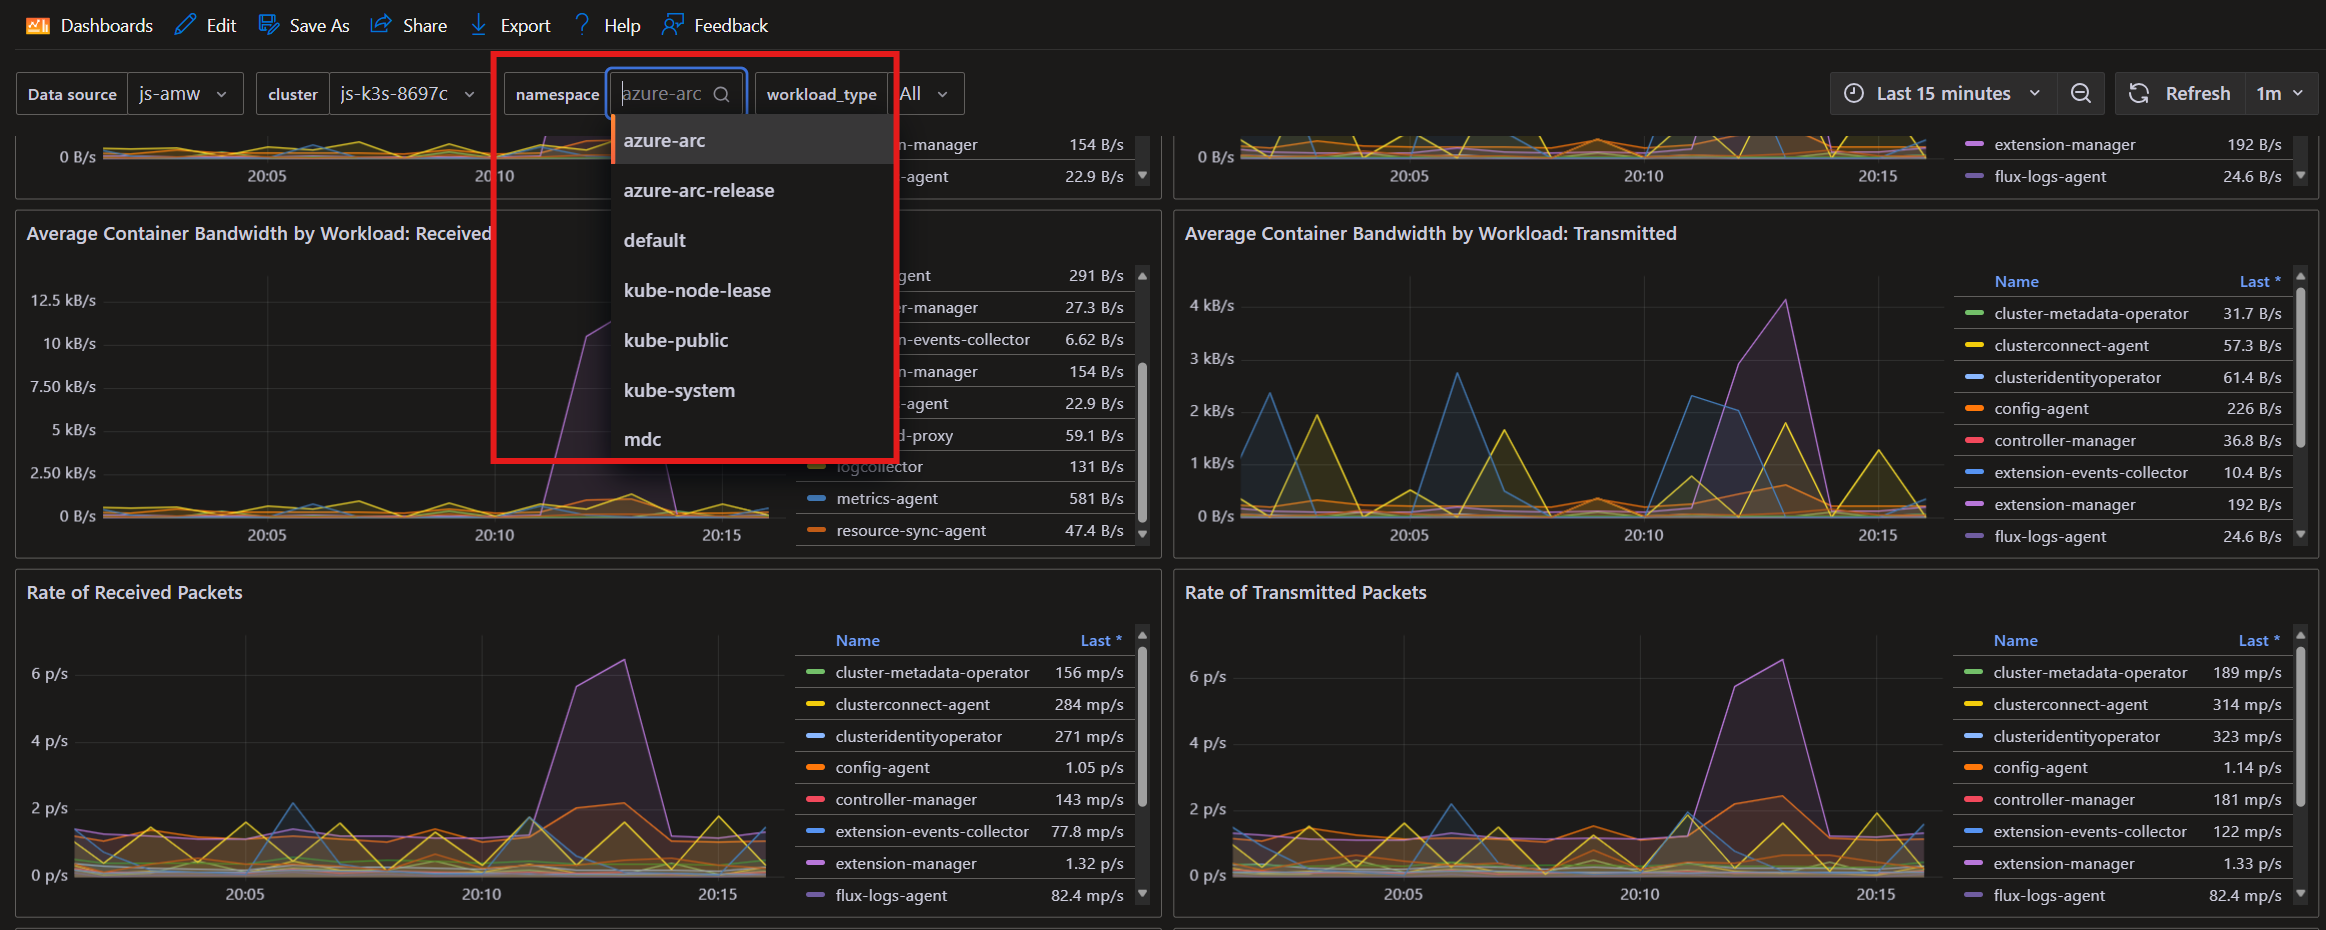 Dashboards Edit Save As Share Export Help Feedback
Data source js-amw cluster js-k3s-8697c namespace azure-arc workload_type All Last 15 minutes Refresh 1m
azure-arc
azure-arc-release
default
kube-node-lease
kube-public
kube-system
mdc
0 B/s
20:05 20:10
n-manager 154 B/s
-agent 22.9 B/s
0 B/s
20:05 20:10 20:15
extension-manager 192 B/s
flux-logs-agent 24.6 B/s
Average Container Bandwidth by Workload: Received
12.5 kB/s
10 kB/s
7.50 kB/s
5 kB/s
2.50 kB/s
0 B/s
20:05 20:10 20:15
gent 291 B/s
er-manager 27.3 B/s
n-events-collector 6.62 B/s
n-manager 154 B/s
-agent 22.9 B/s
d-proxy 59.1 B/s
logcollector 131 B/s
metrics-agent 581 B/s
resource-sync-agent 47.4 B/s
Average Container Bandwidth by Workload: Transmitted
4 kB/s
3 kB/s
2 kB/s
1 kB/s
0 B/s
20:05 20:10 20:15
Name Last *
cluster-metadata-operator 31.7 B/s
clusterconnect-agent 57.3 B/s
clusteridentityoperator 61.4 B/s
config-agent 226 B/s
controller-manager 36.8 B/s
extension-events-collector 10.4 B/s
extension-manager 192 B/s
flux-logs-agent 24.6 B/s
Rate of Received Packets
6 p/s
4 p/s
2 p/s
0 p/s
20:05 20:10 20:15
Name Last *
cluster-metadata-operator 156 mp/s
clusterconnect-agent 284 mp/s
clusteridentityoperator 271 mp/s
config-agent 1.05 p/s
controller-manager 143 mp/s
extension-events-collector 77.8 mp/s
extension-manager 1.32 p/s
flux-logs-agent 82.4 mp/s
Rate of Transmitted Packets
6 p/s
4 p/s
2 p/s
0 p/s
20:05 20:10 20:15
Name Last *
cluster-metadata-operator 189 mp/s
clusterconnect-agent 314 mp/s
clusteridentityoperator 323 mp/s
config-agent 1.14 p/s
controller-manager 181 mp/s
extension-events-collector 122 mp/s
extension-manager 1.33 p/s
flux-logs-agent 82.4 mp/s